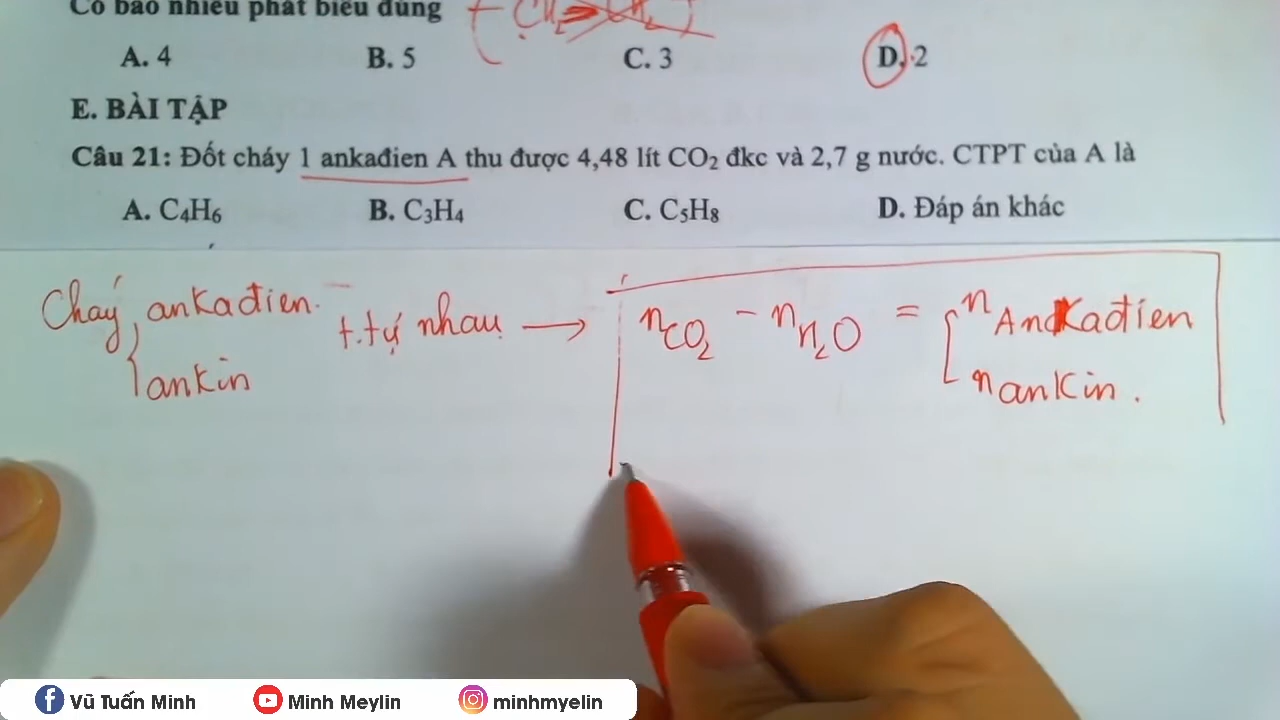 Có bao nhiêu phát biểu đúng
A. 4 B. 5 C. 3 D. 2
E. BÀI TẬP
Câu 21: Đốt cháy 1 ankađien A thu được 4,48 lít CO₂ đkc và 2,7 g nước. CTPT của A là
A. C₄H₆ B. C₃H₄ C. C₅H₈ D. Đáp án khác
Cháy ankađien. t.tự nhau → nCO₂ - nH₂O = nAnkađien
ankin nankin.
Vũ Tuấn Minh Minh Meylin minhmyelin